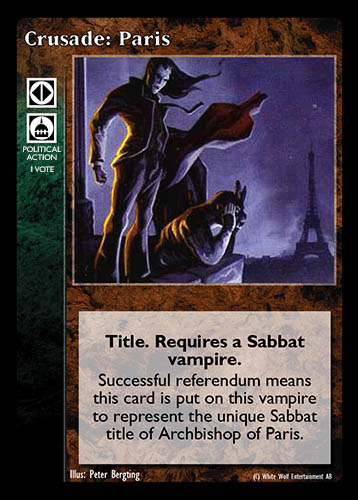 Crusade: Paris
POLITICAL
ACTION
1 VOTE
Title. Requires a Sabbat
vampire.
Successful referendum means
this card is put on this vampire
to represent the unique Sabbat
title of Archbishop of Paris.
Illus: Peter Bergting
(C) White Wolf Entertainment AB